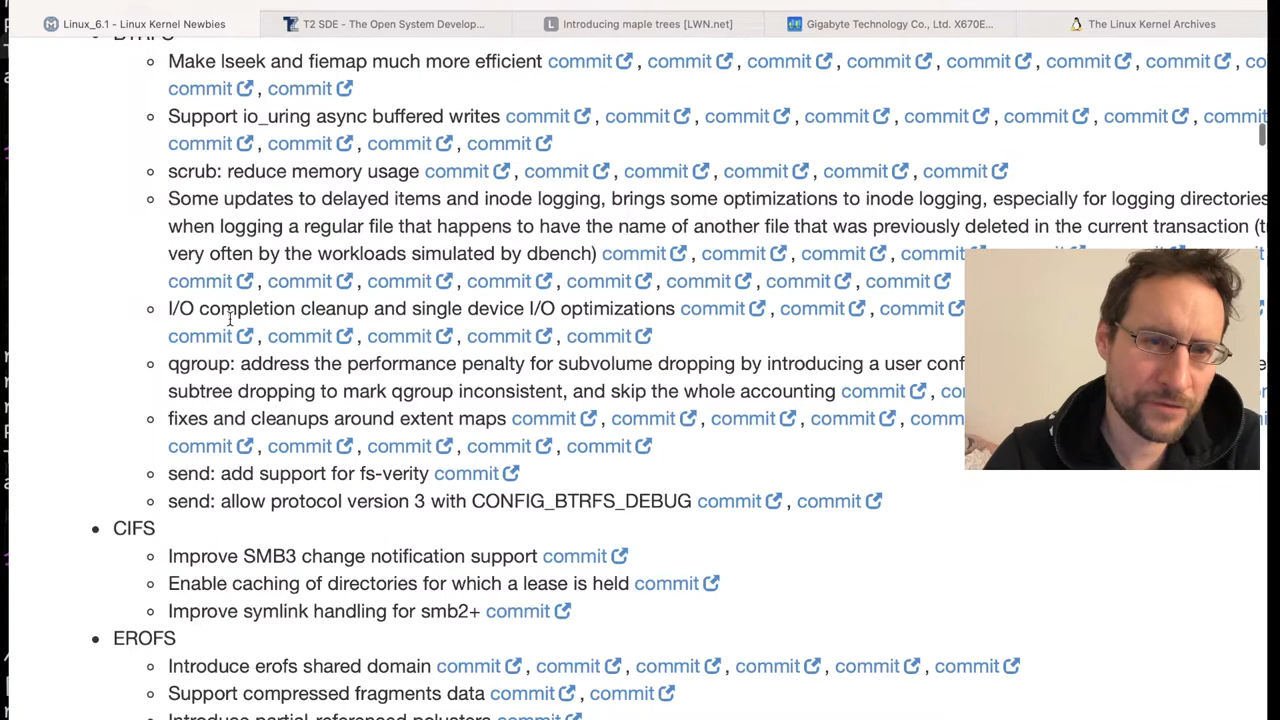 Linux_6.1 - Linux Kernel Newbies
T2 SDE - The Open System Develop...
Introducing maple trees [LWN.net]
Gigabyte Technology Co., Ltd. X670E...
The Linux Kernel Archives
BTRFS
Make lseek and fiemap much more efficient commit , commit , commit , commit , commit , commit , commit , co
commit , commit
Support io_uring async buffered writes commit , commit , commit , commit , commit , commit , commit , commit
commit , commit , commit , commit
scrub: reduce memory usage commit , commit , commit , commit , commit , commit
Some updates to delayed items and inode logging, brings some optimizations to inode logging, especially for logging directories
when logging a regular file that happens to have the name of another file that was previously deleted in the current transaction (t
very often by the workloads simulated by dbench) commit , commit , commit , commit
commit , commit , commit , commit , commit , commit , commit , commit
I/O completion cleanup and single device I/O optimizations commit , commit , commit
commit , commit , commit , commit , commit
qgroup: address the performance penalty for subvolume dropping by introducing a user conf
subtree dropping to mark qgroup inconsistent, and skip the whole accounting commit , co
fixes and cleanups around extent maps commit , commit , commit , commit , comm
commit , commit , commit , commit , commit
send: add support for fs-verity commit
send: allow protocol version 3 with CONFIG_BTRFS_DEBUG commit , commit
CIFS
Improve SMB3 change notification support commit
Enable caching of directories for which a lease is held commit
Improve symlink handling for smb2+ commit
EROFS
Introduce erofs shared domain commit , commit , commit , commit , commit , commit
Support compressed fragments data commit , commit
Introduce partial-referenced pclusters commit